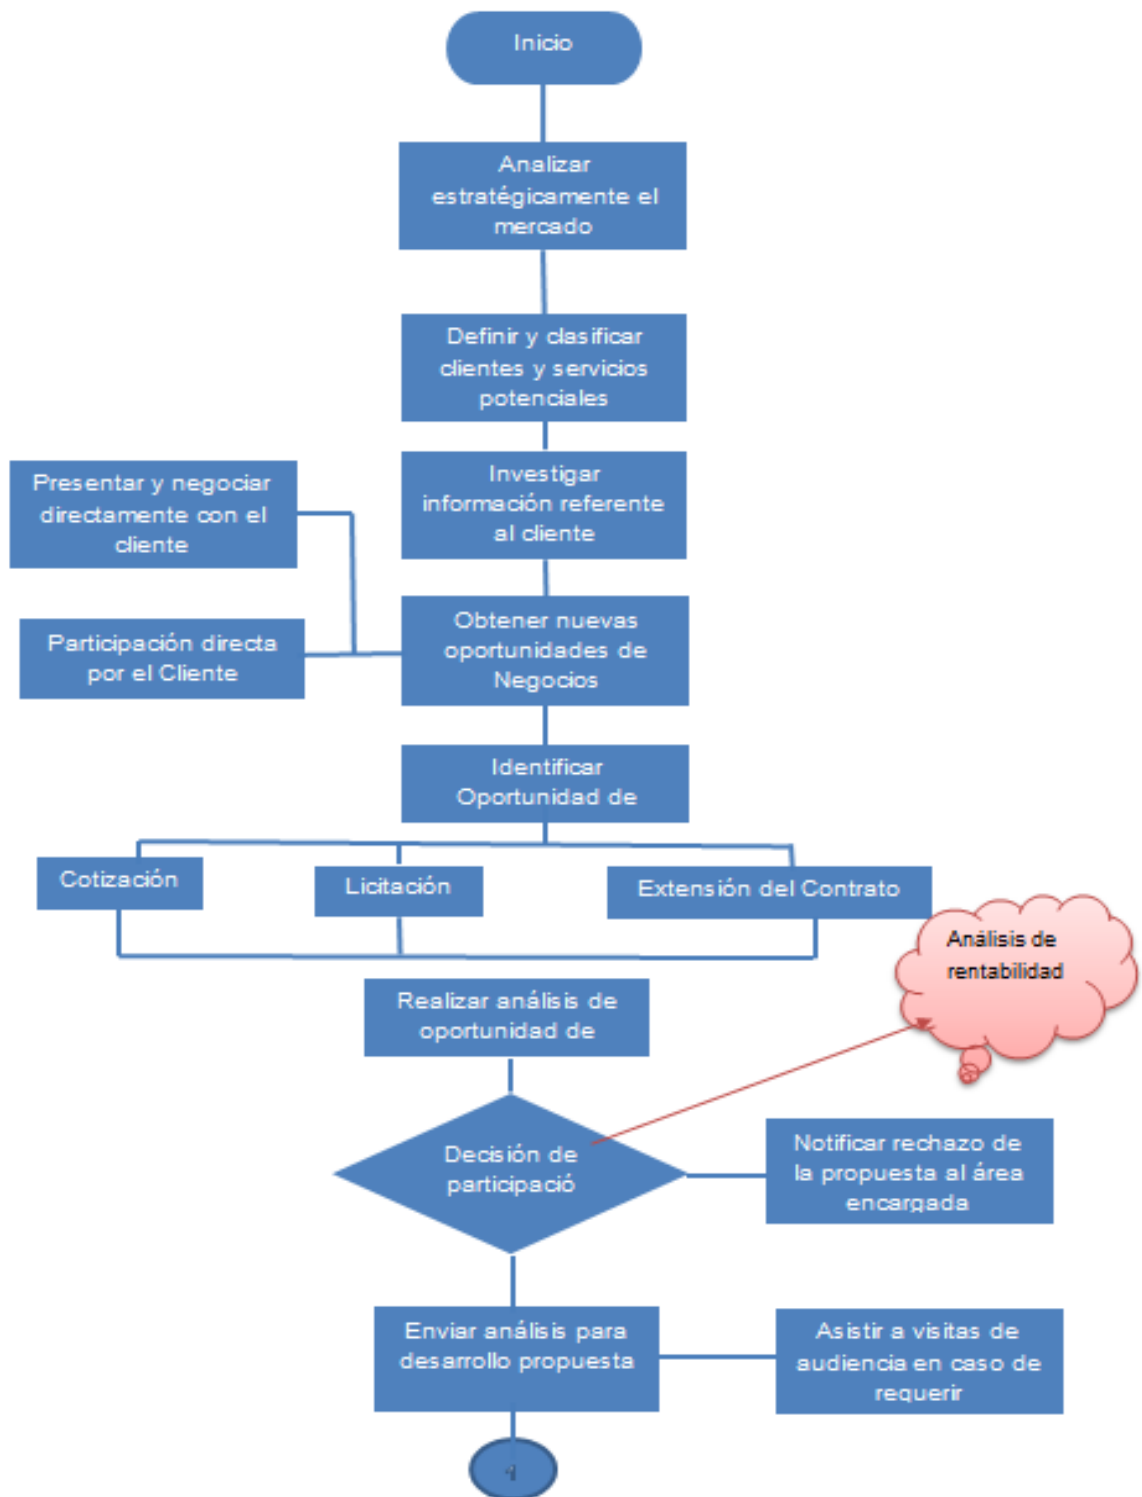 Inicio
Analizar
estratégicamente el
mercado
Definir y clasificar
clientes y servicios
potenciales
Investigar
información referente
al cliente
Presentar y negociar
directamente con el
cliente
Obtener nuevas
oportunidades de
Negocios
Participación directa
por el Cliente
Identificar
Oportunidad de
Cotización
Licitación
Extensión del Contrato
Análisis de
rentabilidad
Realizar análisis de
oportunidad de
Decisión de
participació
Notificar rechazo de
la propuesta al área
encargada
Enviar análisis para
desarrollo propuesta
Asistir a visitas de
audiencia en caso de
requerir